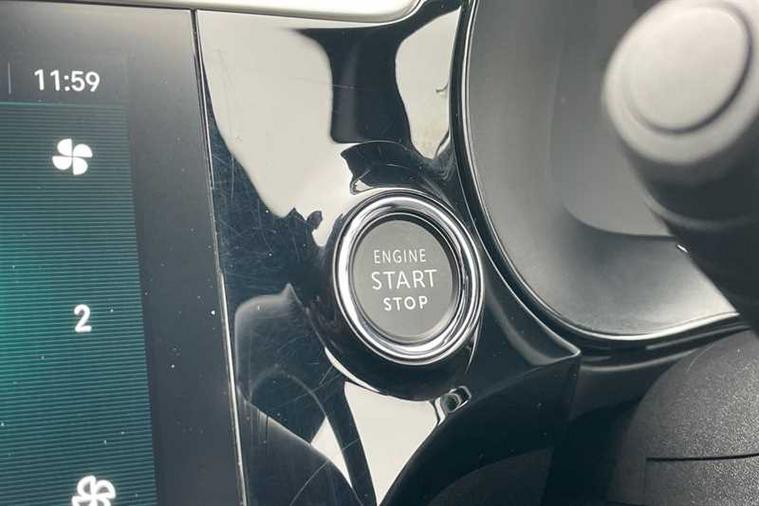 11:59
2
ENGINE
START
STOP